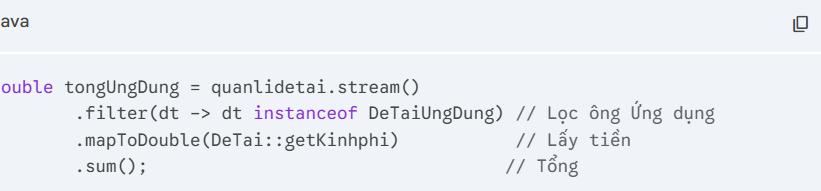 ava
ouble tongUngDung = quanlidetai.stream()
.filter(dt -> dt instanceof DeTaiUngDung) // Lọc ông Ứng dụng
.mapToDouble(DeTai::getKinhphi) // Lấy tiền
.sum(); // Tổng